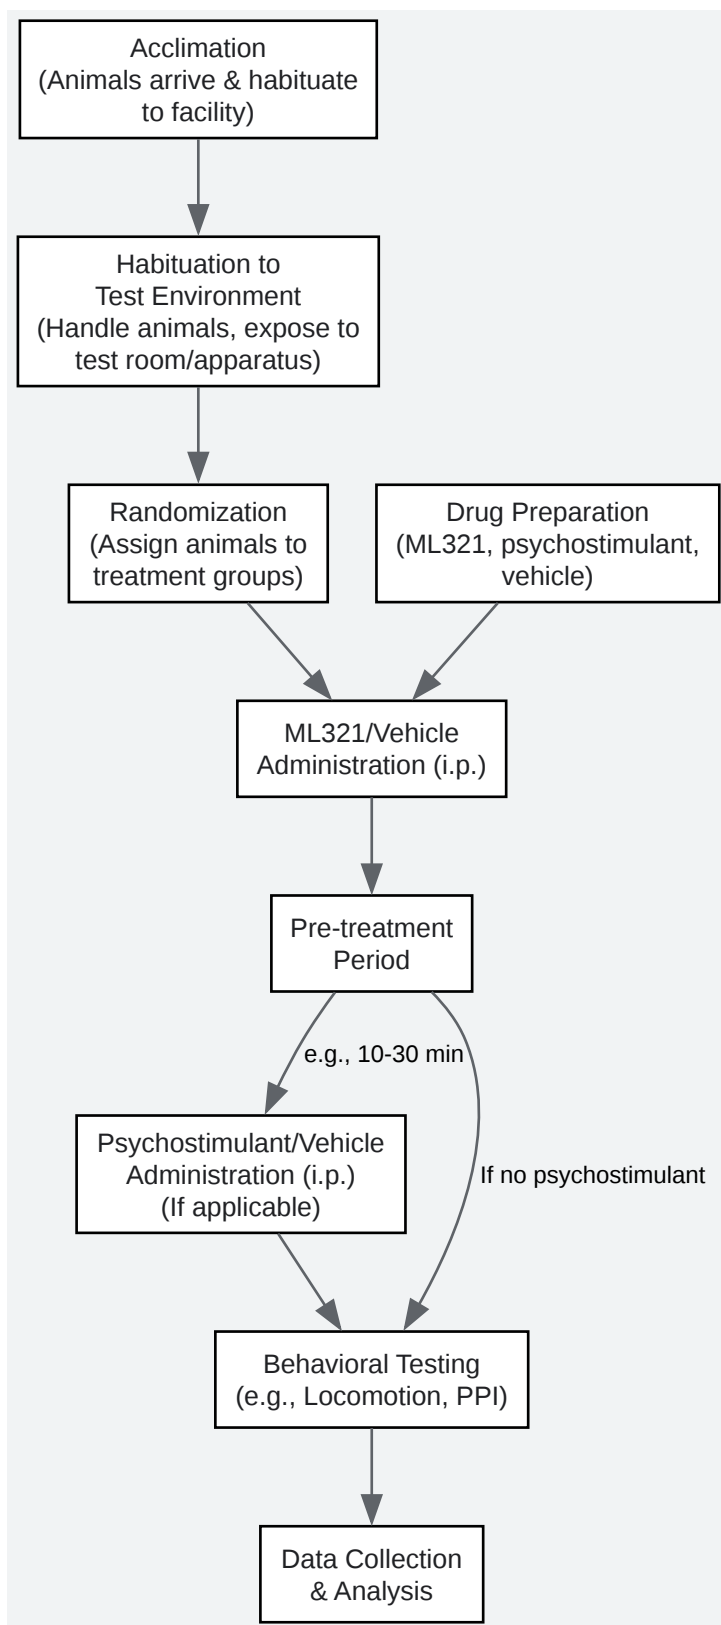 Acclimation
(Animals arrive & habituate
to facility)
Habituation to
Test Environment
(Handle animals, expose to
test room/apparatus)
Randomization
(Assign animals to
treatment groups)
Drug Preparation
(ML321, psychostimulant,
vehicle)
ML321/Vehicle
Administration (i.p.)
Pre-treatment
Period
e.g., 10-30 min
Psychostimulant/Vehicle
Administration (i.p.)
(If applicable)
If no psychostimulant
Behavioral Testing
(e.g., Locomotion, PPI)
Data Collection
& Analysis